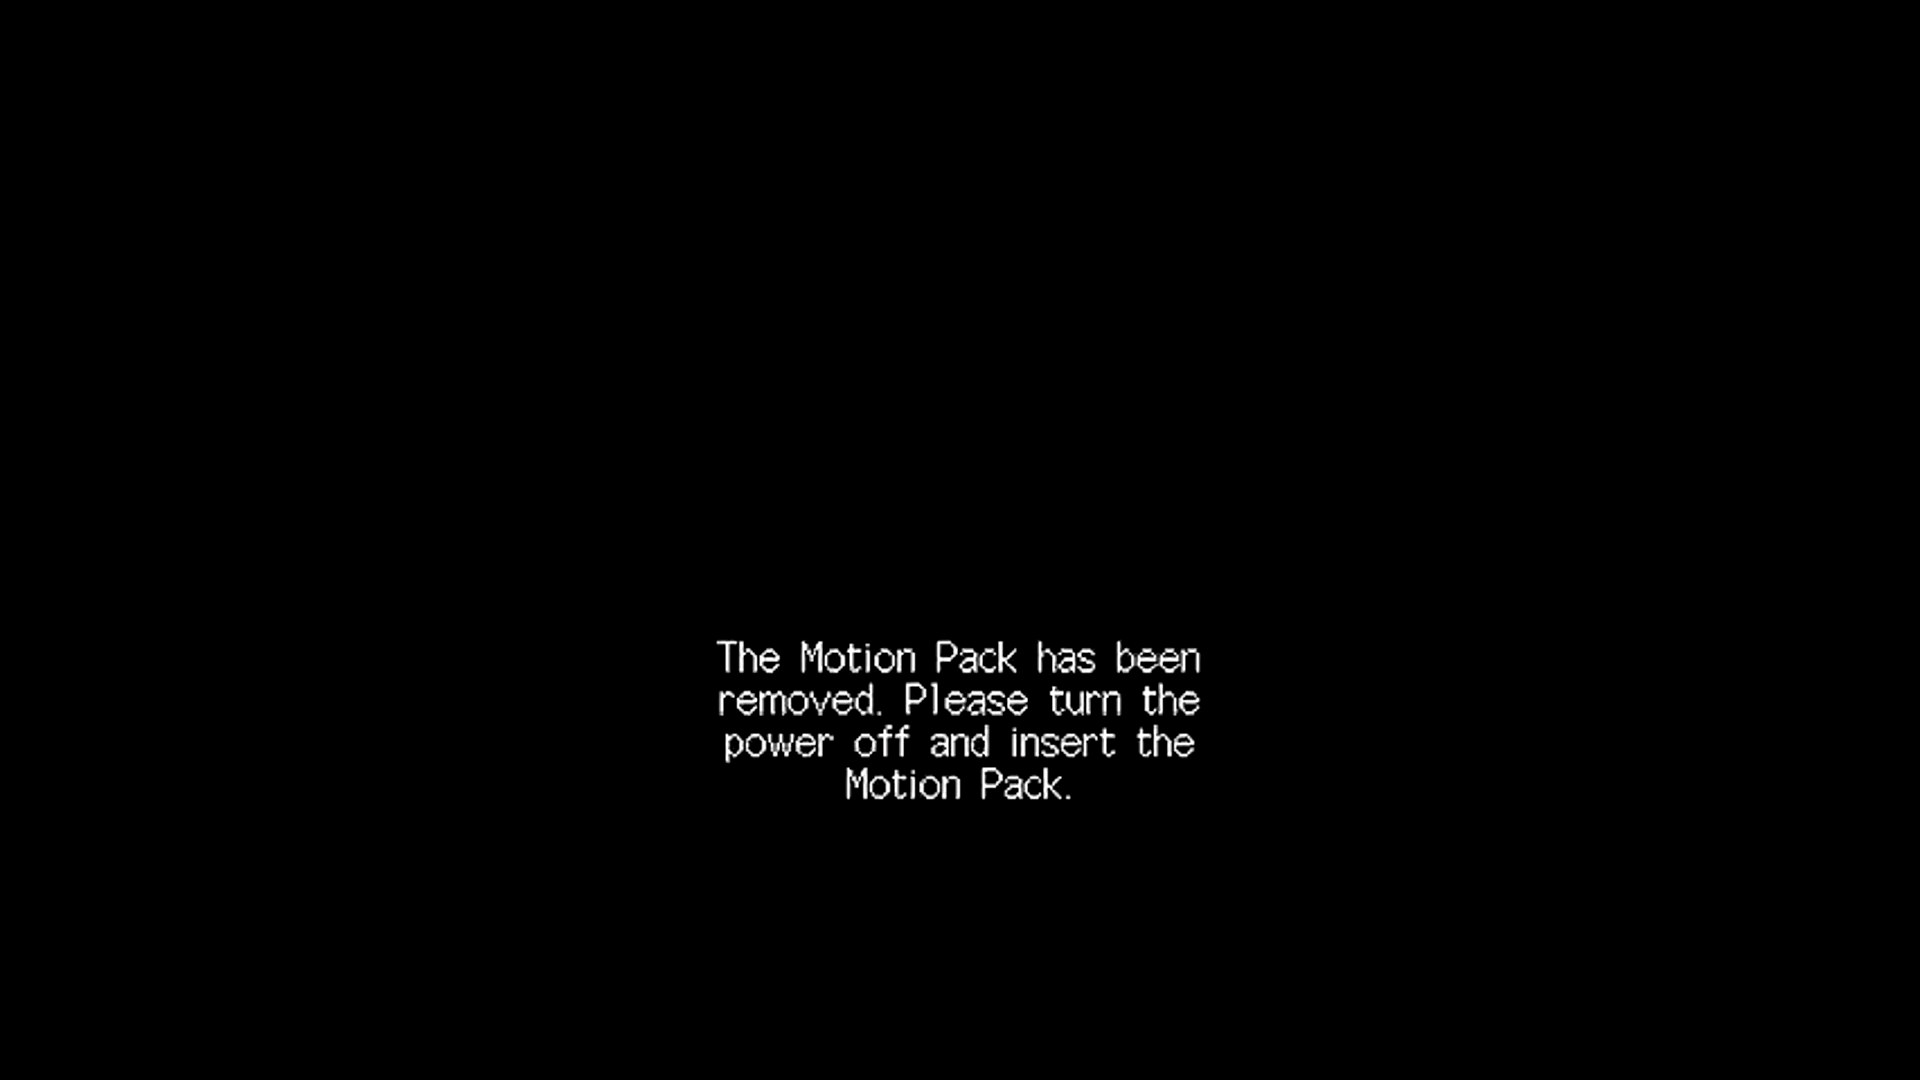 The Motion Pack has been
removed. Please turn the
power off and insert the
Motion Pack.